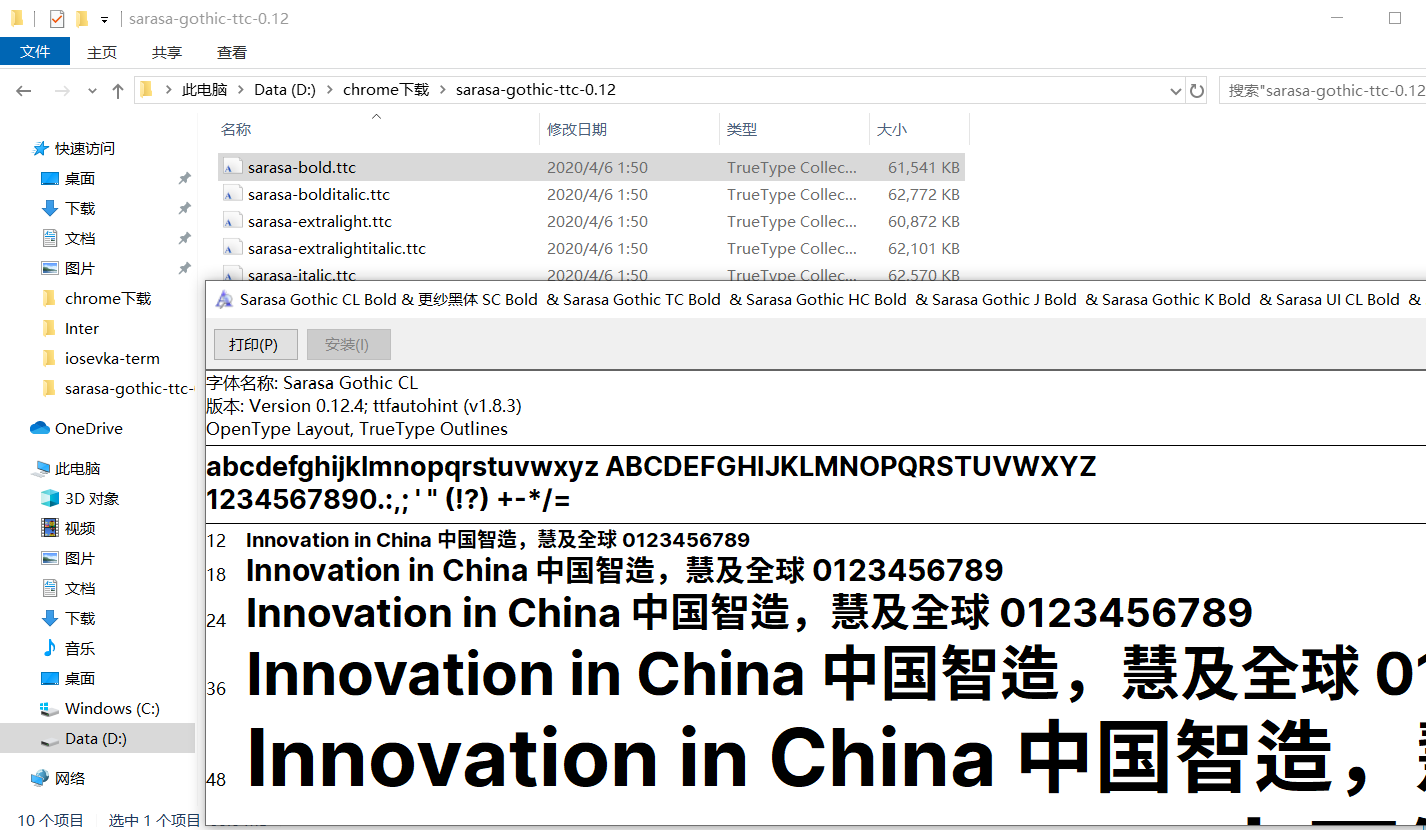 sarasa-gothic-ttc-0.12
文件 主页 共享 查看
此电脑 Data (D:) chrome下载 sarasa-gothic-ttc-0.12 搜索"sarasa-gothic-ttc-0.12
名称 修改日期 类型 大小
快速访问
桌面
下载
文档
图片
chrome下载
Inter
iosevka-term
sarasa-gothic-ttc-
OneDrive
此电脑
3D 对象
视频
图片
文档
下载
音乐
桌面
Windows (C:)
Data (D:)
网络
sarasa-bold.ttc 2020/4/6 1:50 TrueType Collec... 61,541 KB
sarasa-bolditalic.ttc 2020/4/6 1:50 TrueType Collec... 62,772 KB
sarasa-extralight.ttc 2020/4/6 1:50 TrueType Collec... 60,872 KB
sarasa-extralightitalic.ttc 2020/4/6 1:50 TrueType Collec... 62,101 KB
sarasa-italic.ttc 2020/4/6 1:50 TrueType Collec... 62,570 KB
Sarasa Gothic CL Bold & 更纱黑体 SC Bold & Sarasa Gothic TC Bold & Sarasa Gothic HC Bold & Sarasa Gothic J Bold & Sarasa Gothic K Bold & Sarasa UI CL Bold &
打印(P) 安装(I)
字体名称: Sarasa Gothic CL
版本: Version 0.12.4; ttfautohint (v1.8.3)
OpenType Layout, TrueType Outlines
abcdefghijklmnopqrstuvwxyz ABCDEFGHIJKLMNOPQRSTUVWXYZ
1234567890.:,; ' " (!?) +-*/=
12 Innovation in China 中国智造，慧及全球 0123456789
18 Innovation in China 中国智造，慧及全球 0123456789
24 Innovation in China 中国智造，慧及全球 0123456789
36 Innovation in China 中国智造，慧及全球 0
48 Innovation in China 中国智造，
10 个项目 选中 1 个项目